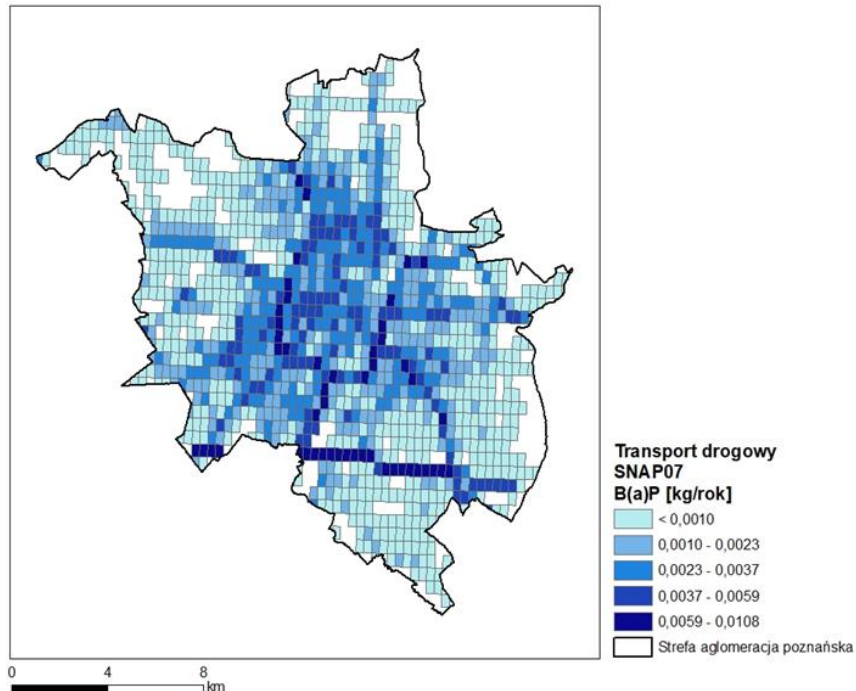 Transport drogowy
SNAP07
B(a)P [kg/rok]
< 0,0010
0,0010 - 0,0023
0,0023 - 0,0037
0,0037 - 0,0059
0,0059 - 0,0108
Strefa aglomeracja poznańska
0 4 8
km